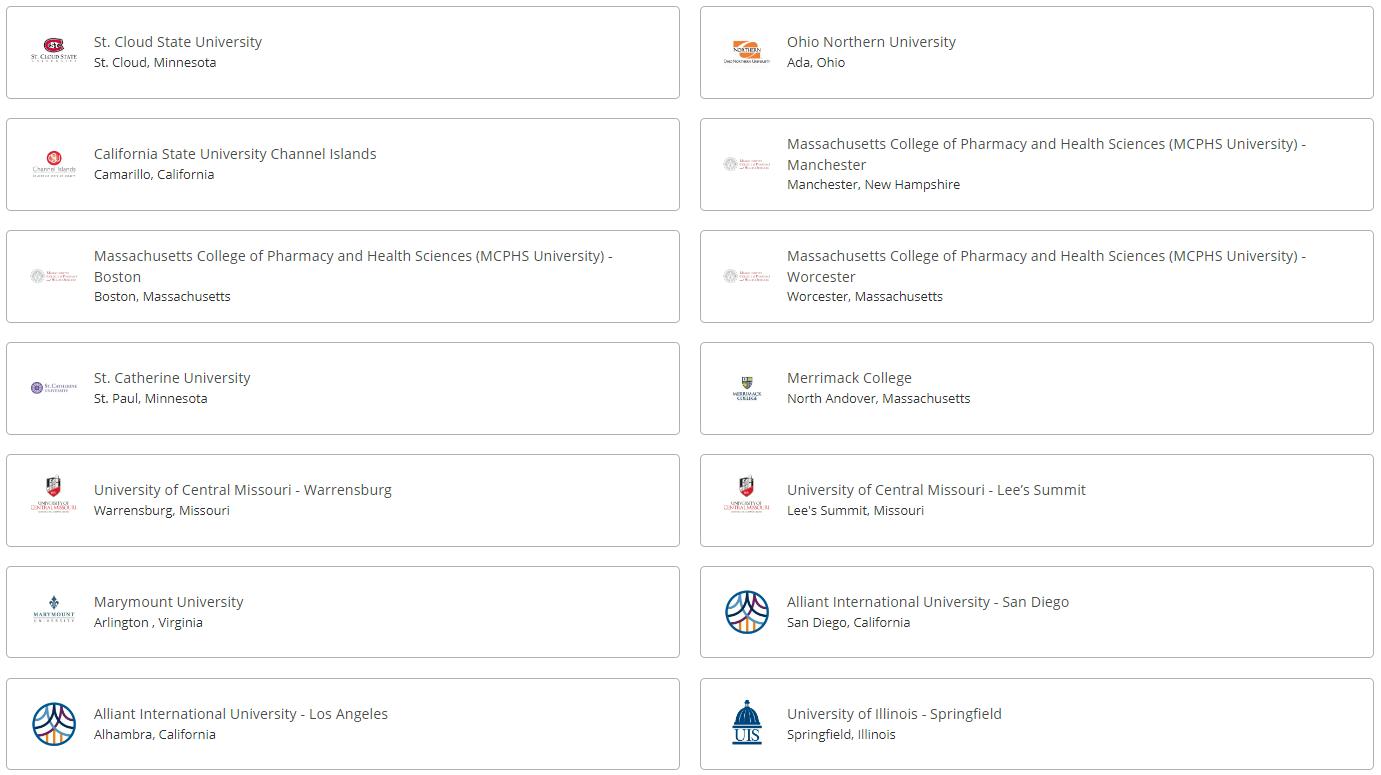 St. Cloud State University
St. Cloud, Minnesota
ST. CLOUD STATE
Ohio Northern University
Ada, Ohio
NORTHERN
California State University Channel Islands
Camarillo, California
Channel Islands
Massachusetts College of Pharmacy and Health Sciences (MCPHS University) -
Manchester
Manchester, New Hampshire
Massachusetts College of Pharmacy and Health Sciences (MCPHS University) -
Boston
Boston, Massachusetts
Massachusetts College of Pharmacy and Health Sciences (MCPHS University) -
Worcester
Worcester, Massachusetts
St. Catherine University
St. Paul, Minnesota
ST. CATHERINE
UNIVERSITY
Merrimack College
North Andover, Massachusetts
MERRIMACK
COLLEGE
University of Central Missouri - Warrensburg
Warrensburg, Missouri
UNIVERSITY OF
CENTRAL MISSOURI
University of Central Missouri - Lee’s Summit
Lee's Summit, Missouri
UNIVERSITY OF
CENTRAL MISSOURI
Marymount University
Arlington , Virginia
MARYMOUNT
UNIVERSITY
Alliant International University - San Diego
San Diego, California
Alliant International University - Los Angeles
Alhambra, California
University of Illinois - Springfield
Springfield, Illinois
UIS